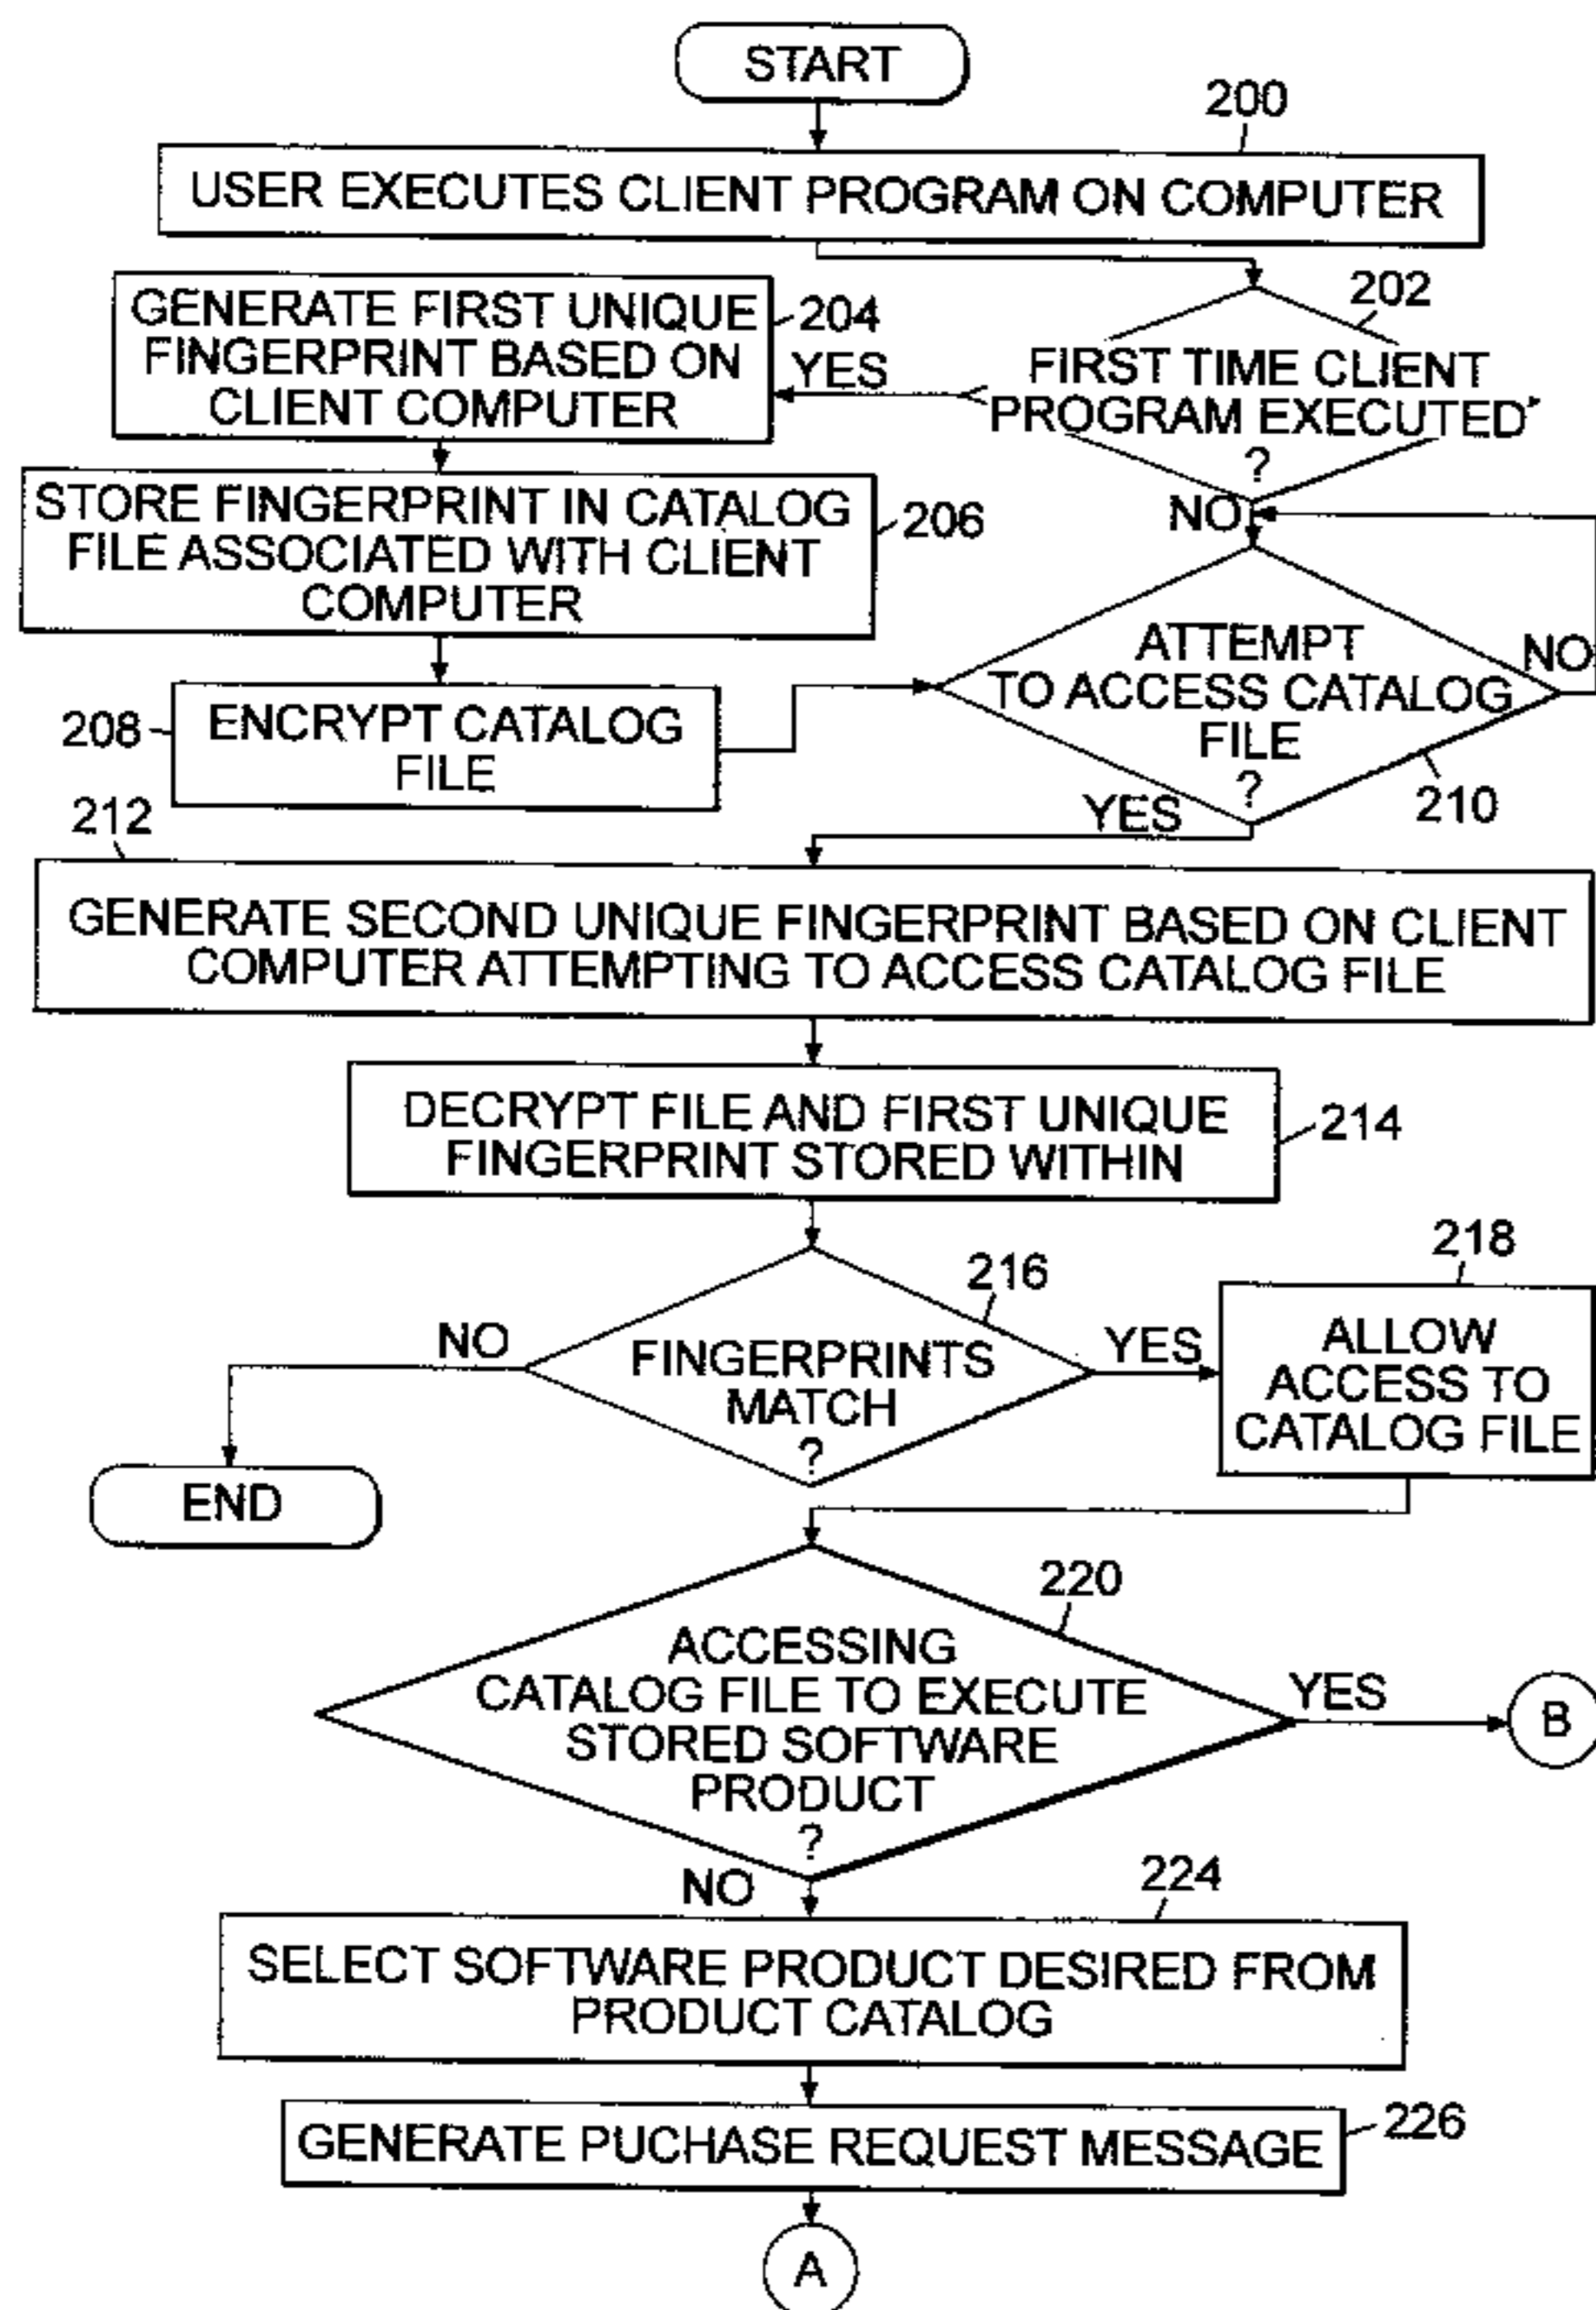 START
200
USER EXECUTES CLIENT PROGRAM ON COMPUTER
202
FIRST TIME CLIENT
PROGRAM EXECUTED
?
YES
NO
204
GENERATE FIRST UNIQUE
FINGERPRINT BASED ON
CLIENT COMPUTER
206
STORE FINGERPRINT IN CATALOG
FILE ASSOCIATED WITH CLIENT
COMPUTER
208
ENCRYPT CATALOG
FILE
ATTEMPT
TO ACCESS CATALOG
FILE
?
NO
210
YES
212
GENERATE SECOND UNIQUE FINGERPRINT BASED ON CLIENT
COMPUTER ATTEMPTING TO ACCESS CATALOG FILE
DECRYPT FILE AND FIRST UNIQUE
FINGERPRINT STORED WITHIN
214
216
FINGERPRINTS
MATCH
?
NO
END
YES
218
ALLOW
ACCESS TO
CATALOG FILE
220
ACCESSING
CATALOG FILE TO EXECUTE
STORED SOFTWARE
PRODUCT
?
YES
B
NO
224
SELECT SOFTWARE PRODUCT DESIRED FROM
PRODUCT CATALOG
GENERATE PUCHASE REQUEST MESSAGE
226
A